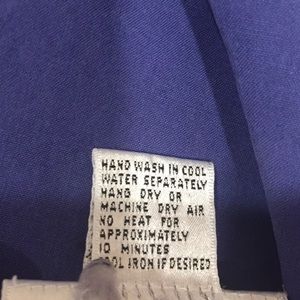 HAND WASH IN COOL
WATER SEPARATELY
HANG DRY OR
MACHINE DRY AIR
NO HEAT FOR
APPROXIMATELY
10 MINUTES
COOL IRON IF DESIRED